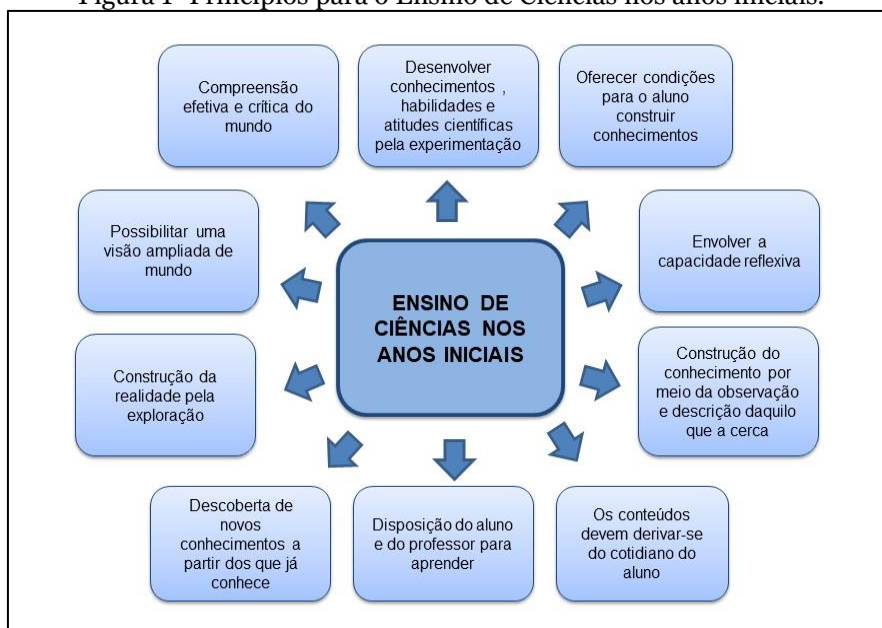 Figura 1- Princípios para o Ensino de Ciências nos anos iniciais.
Compreensão
efetiva e crítica do
mundo
Desenvolver
conhecimentos ,
habilidades e
atitudes científicas
pela experimentação
Oferecer condições
para o aluno
construir
conhecimentos
Possibilitar uma
visão ampliada de
mundo
Envolver a
capacidade reflexiva
ENSINO DE
CIÊNCIAS NOS
ANOS INICIAIS
Construção da
realidade pela
exploração
Construção do
conhecimento por
meio da observação
e descrição daquilo
que a cerca
Descoberta de
novos
conhecimentos a
partir dos que já
conhece
Disposição do aluno
e do professor para
aprender
Os conteúdos
devem derivar-se
do cotidiano do
aluno